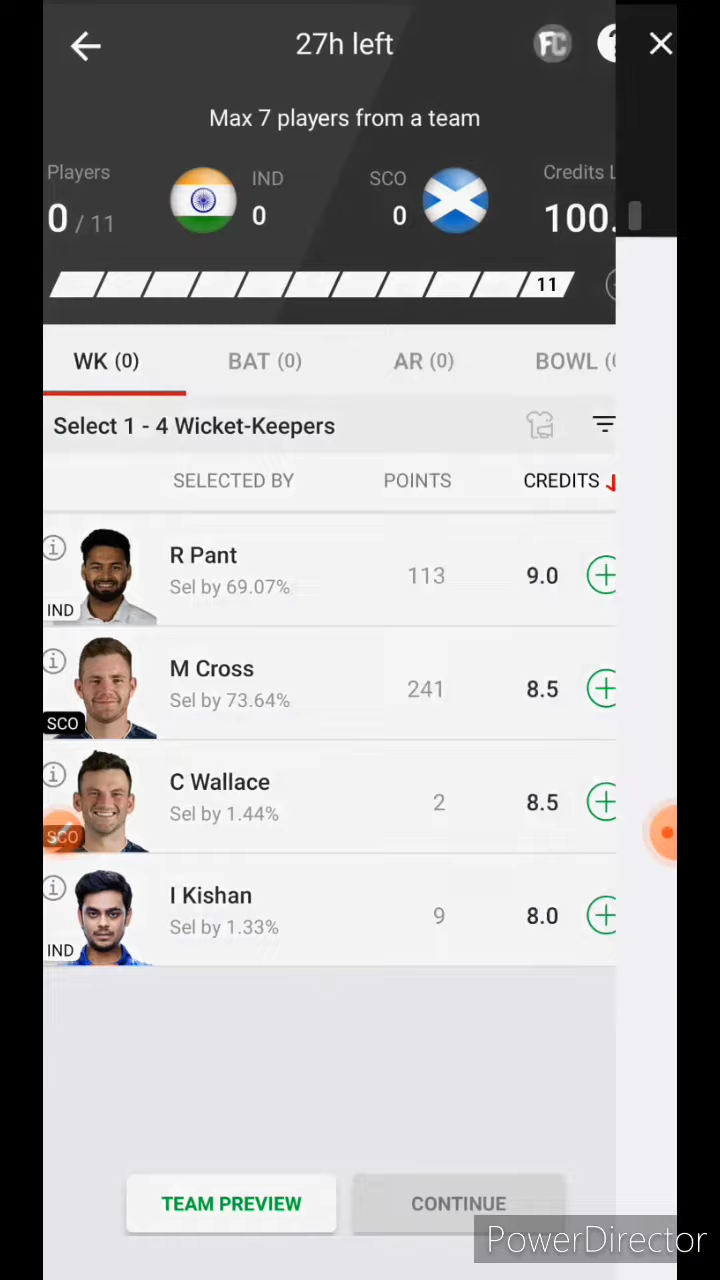 27h left
FC
Max 7 players from a team
Players IND SCO Credits L
0 / 11 0 0 100.
11
WK (0) BAT (0) AR (0) BOWL (
Select 1 - 4 Wicket-Keepers
SELECTED BY POINTS CREDITS
R Pant
Sel by 69.07% 113 9.0
IND
M Cross
Sel by 73.64% 241 8.5
SCO
C Wallace
Sel by 1.44% 2 8.5
SCO
I Kishan
Sel by 1.33% 9 8.0
IND
TEAM PREVIEW CONTINUE
PowerDirector